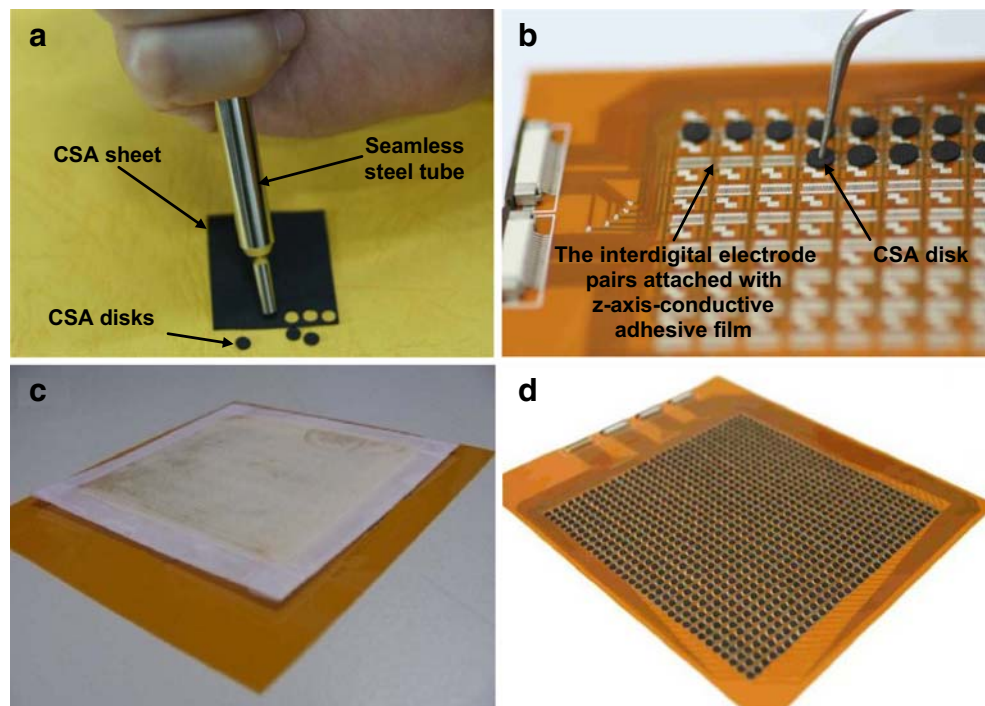 a
CSA sheet
Seamless
steel tube
CSA disks
b
The interdigital electrode
pairs attached with
z-axis-conductive
adhesive film
CSA disk
c
d